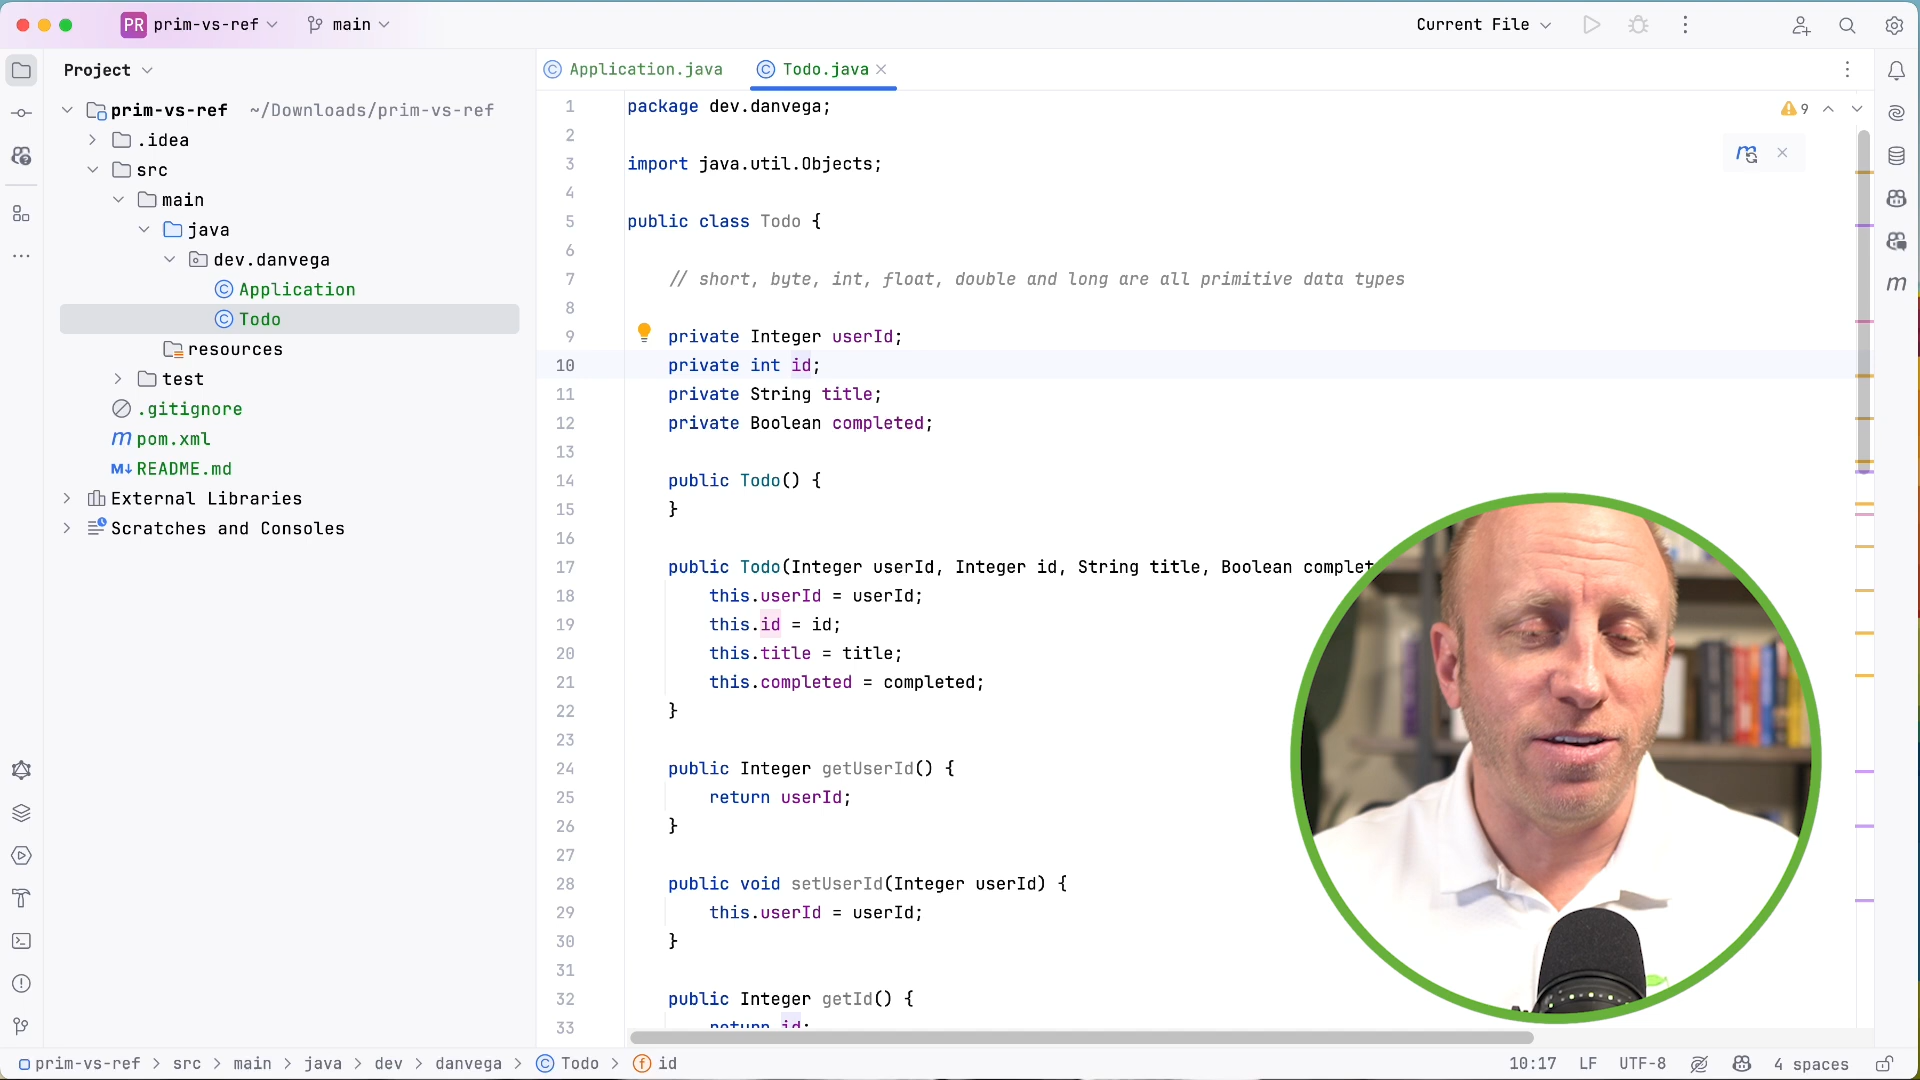 PR prim-vs-ref main Current File
Project
prim-vs-ref ~/Downloads/prim-vs-ref
.idea
src
main
java
dev.danvega
Application
Todo
resources
test
.gitignore
m pom.xml
M↓ README.md
External Libraries
Scratches and Consoles
Application.java Todo.java
9
1 package dev.danvega;
2
3 import java.util.Objects;
4
5 public class Todo {
6
7 // short, byte, int, float, double and long are all primitive data types
8
9 private Integer userId;
10 private int id;
11 private String title;
12 private Boolean completed;
13
14 public Todo() {
15 }
16
17 public Todo(Integer userId, Integer id, String title, Boolean complet
18 this.userId = userId;
19 this.id = id;
20 this.title = title;
21 this.completed = completed;
22 }
23
24 public Integer getUserId() {
25 return userId;
26 }
27
28 public void setUserId(Integer userId) {
29 this.userId = userId;
30 }
31
32 public Integer getId() {
33 return id;
prim-vs-ref > src > main > java > dev > danvega > Todo > id
10:17 LF UTF-8 4 spaces